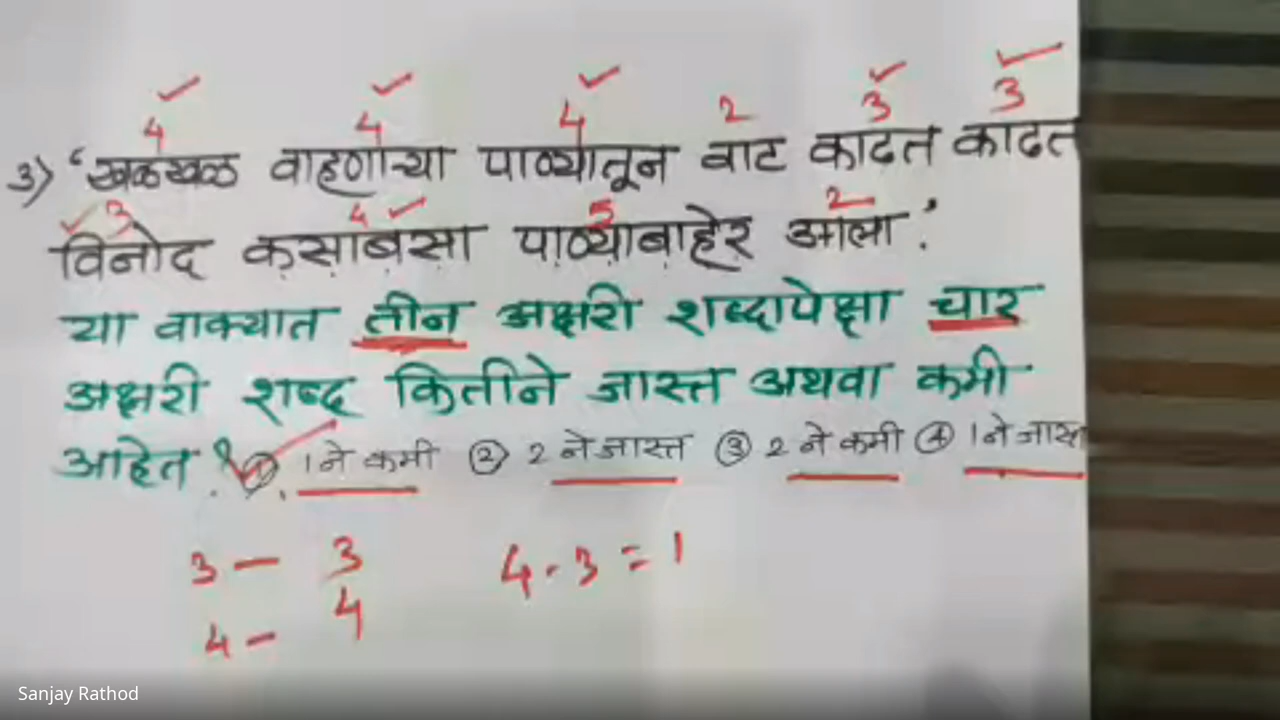 4 4 4 2 3 3
3) ‘खळखळ वाहणाऱ्या पाण्यातून वाट काढत काढत
3 4 5 2
विनोद कसाबसा पाण्याबाहेर आला.’
या वाक्यात तीन अक्षरी शब्दापेक्षा चार
अक्षरी शब्द कितीने जास्त अथवा कमी
आहेत ? ① 1 ने कमी ② 2 ने जास्त ③ 2 ने कमी ④ 1 ने जास्त
3 – 3 4 - 3 = 1
4 – 4
Sanjay Rathod